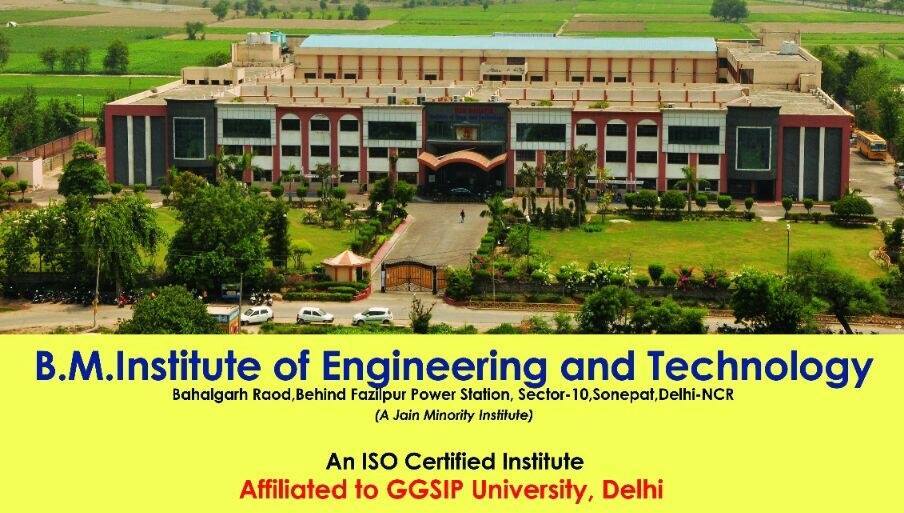 B.M.Institute of Engineering and Technology
Bahalgarh Raod,Behind Fazilpur Power Station, Sector-10,Sonepat,Delhi-NCR
(A Jain Minority Institute)
An ISO Certified Institute
Affiliated to GGSIP University, Delhi